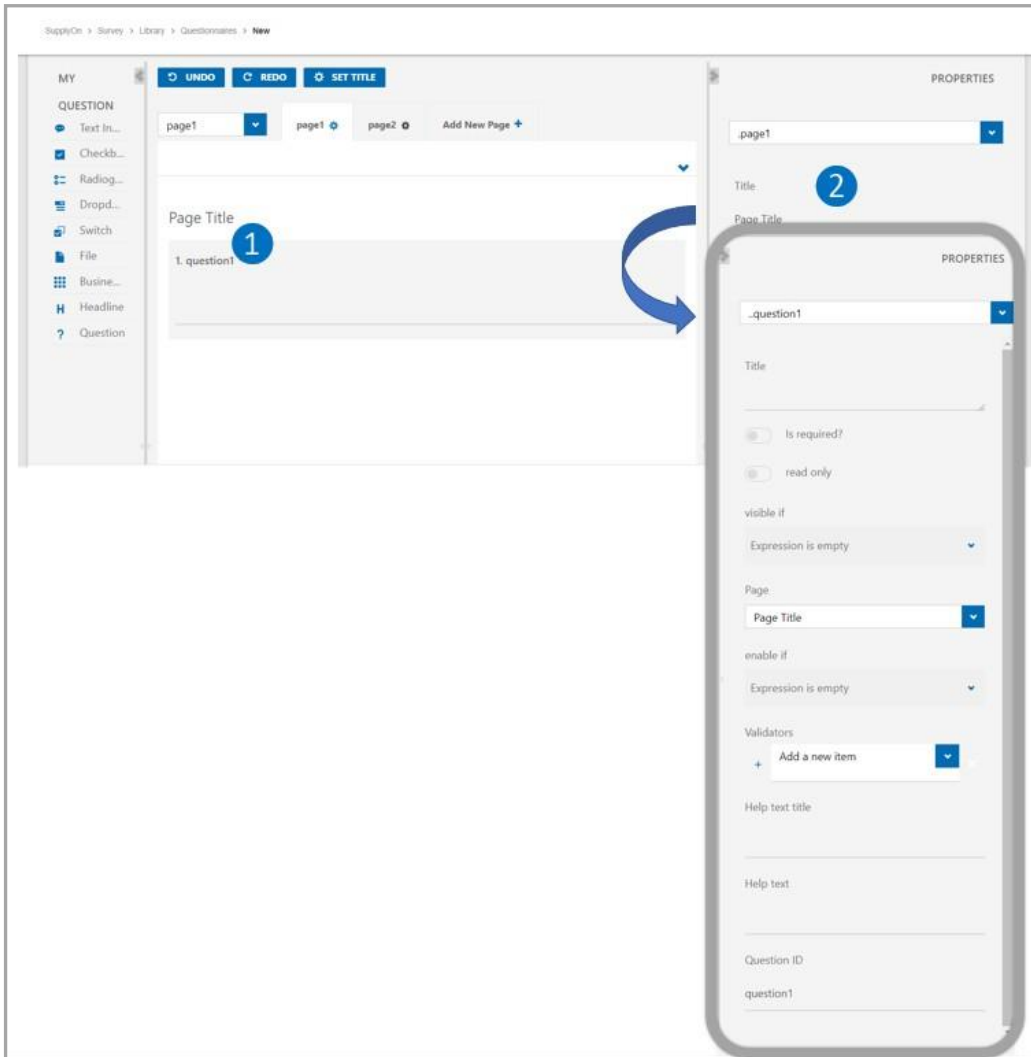 SupplyOn > Survey > Library > Questionnaires > New
MY
QUESTION
Text In...
Checkb...
Radiog...
Dropd...
Switch
File
Busine...
Headline
Question
UNDO
REDO
SET TITLE
page1
page1
page2
Add New Page +
Page Title
1
1. question1
PROPERTIES
.page1
Title
2
Page Title
PROPERTIES
..question1
Title
Is required?
read only
visible if
Expression is empty
Page
Page Title
enable if
Expression is empty
Validators
+ Add a new item
Help text title
Help text
Question ID
question1